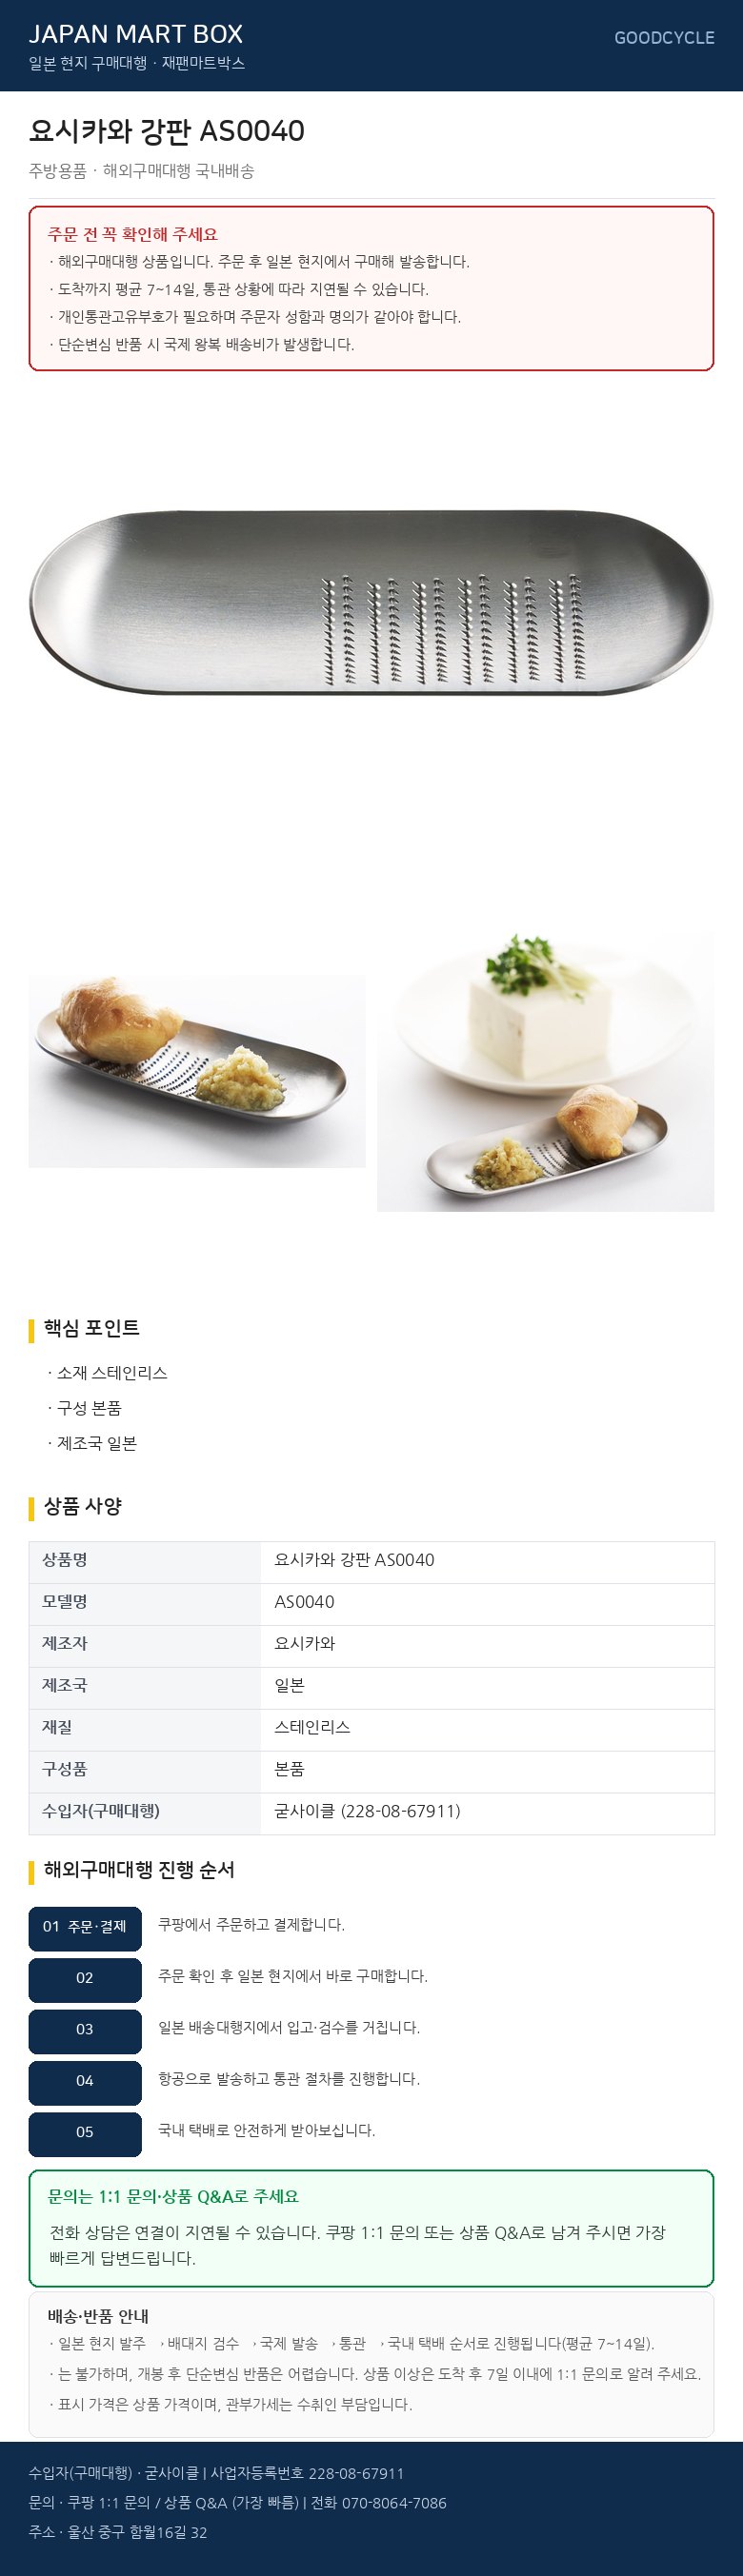 JAPAN MART BOX
GOODCYCLE
일본 현지 구매대행 · 재팬마트박스
요시카와 강판 AS0040
주방용품 · 해외구매대행 국내배송
주문 전 꼭 확인해 주세요
· 해외구매대행 상품입니다. 주문 후 일본 현지에서 구매해 발송합니다.
· 도착까지 평균 7~14일, 통관 상황에 따라 지연될 수 있습니다.
· 개인통관고유부호가 필요하며 주문자 성함과 명의가 같아야 합니다.
· 단순변심 반품 시 국제 왕복 배송비가 발생합니다.
핵심 포인트
· 소재 스테인리스
· 구성 본품
· 제조국 일본
상품 사양
상품명 요시카와 강판 AS0040
모델명 AS0040
제조자 요시카와
제조국 일본
재질 스테인리스
구성품 본품
수입자(구매대행) 굳사이클 (228-08-67911)
해외구매대행 진행 순서
01 주문·결제 쿠팡에서 주문하고 결제합니다.
02 주문 확인 후 일본 현지에서 바로 구매합니다.
03 일본 배송대행지에서 입고·검수를 거칩니다.
04 항공으로 발송하고 통관 절차를 진행합니다.
05 국내 택배로 안전하게 받아보십니다.
문의는 1:1 문의·상품 Q&A로 주세요
전화 상담은 연결이 지연될 수 있습니다. 쿠팡 1:1 문의 또는 상품 Q&A로 남겨 주시면 가장
빠르게 답변드립니다.
배송·반품 안내
· 일본 현지 발주 › 배대지 검수 › 국제 발송 › 통관 › 국내 택배 순서로 진행됩니다(평균 7~14일).
· 는 불가하며, 개봉 후 단순변심 반품은 어렵습니다. 상품 이상은 도착 후 7일 이내에 1:1 문의로 알려 주세요.
· 표시 가격은 상품 가격이며, 관부가세는 수취인 부담입니다.
수입자(구매대행) · 굳사이클 | 사업자등록번호 228-08-67911
문의 · 쿠팡 1:1 문의 / 상품 Q&A (가장 빠름) | 전화 070-8064-7086
주소 · 울산 중구 함월16길 32